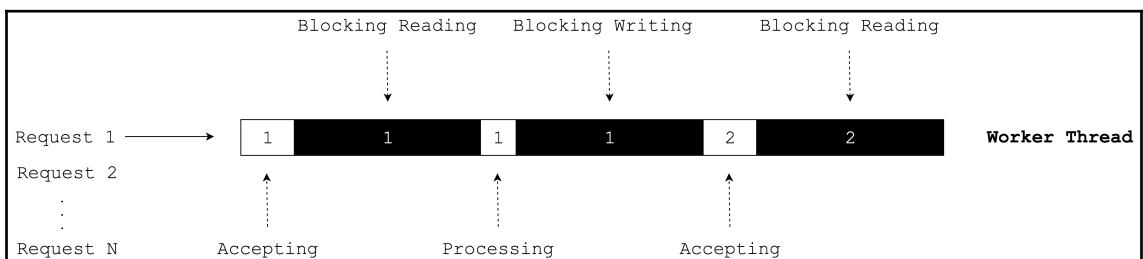 Blocking Reading Blocking Writing Blocking Reading
Request 1 1 1 1 1 2 2 Worker Thread
Request 2
.
.
.
Request N Accepting Processing Accepting